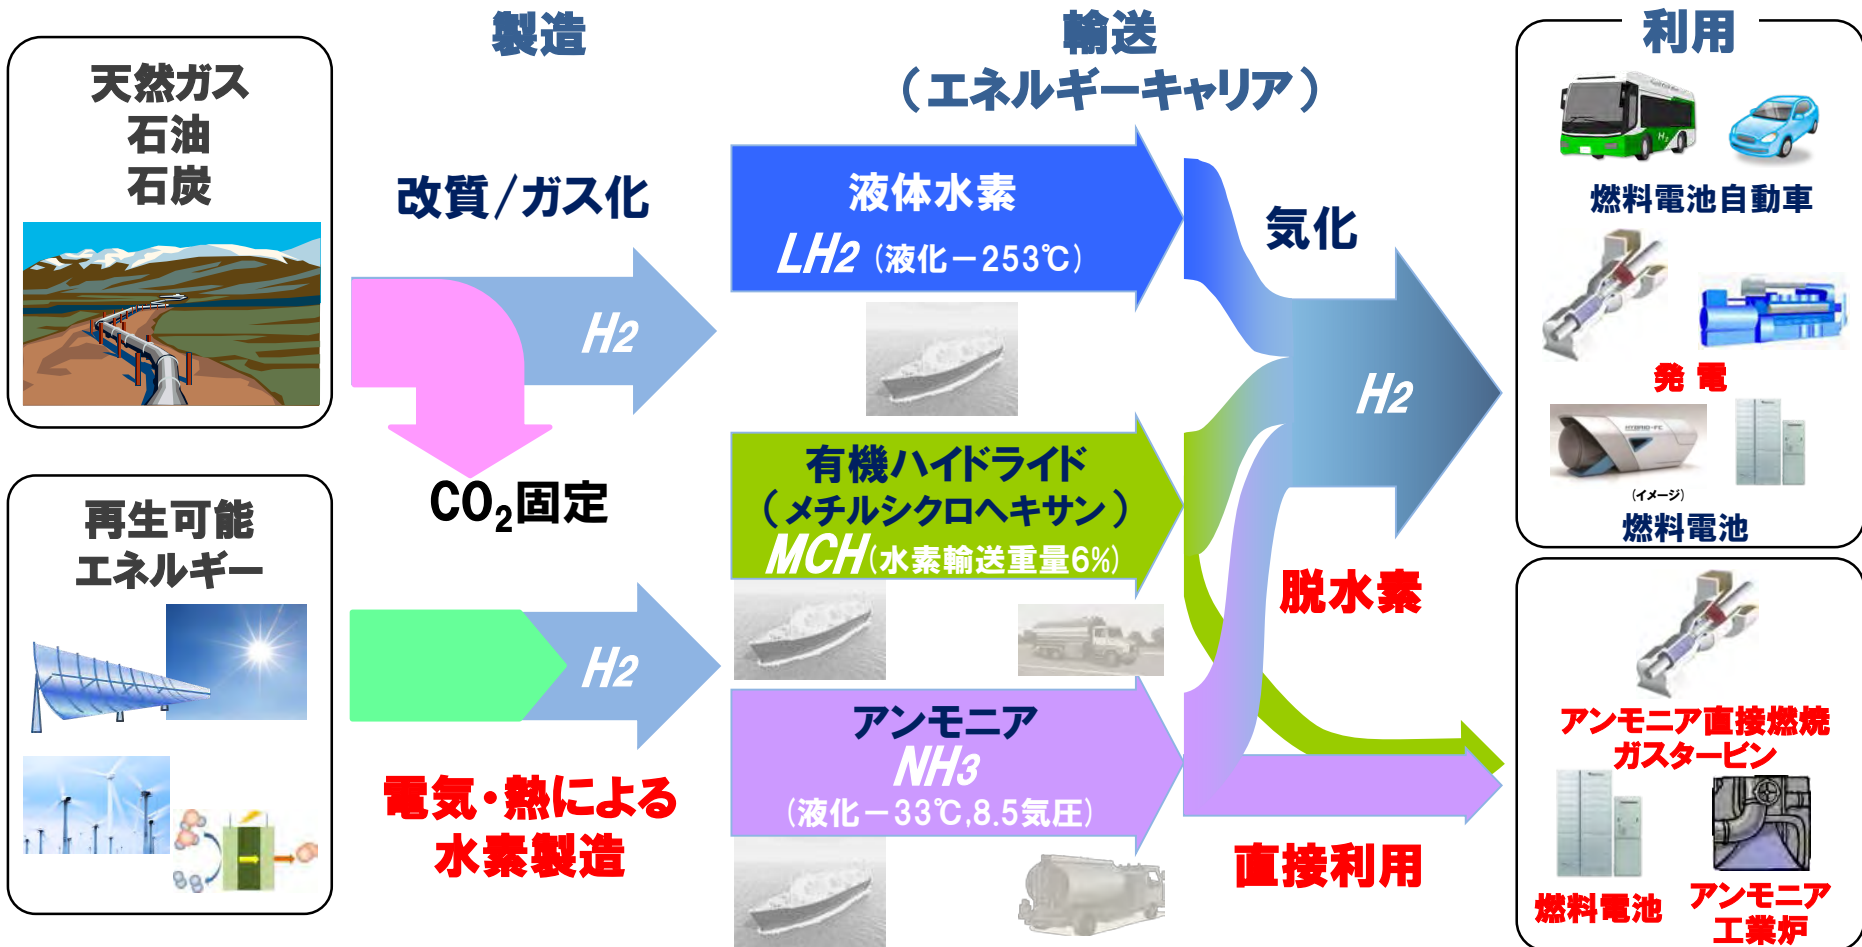 製造
輸送
（エネルギーキャリア）
利用
天然ガス
石油
石炭
改質/ガス化
H2
CO2固定
再生可能
エネルギー
H2
電気・熱による
水素製造
液体水素
LH2（液化－253℃）
有機ハイドライド
（メチルシクロヘキサン）
MCH（水素輸送重量6%）
アンモニア
NH3
（液化－33℃,8.5気圧）
気化
H2
脱水素
直接利用
H2
燃料電池自動車
発電
HYBRID-FC
（イメージ）
燃料電池
アンモニア直接燃焼
ガスタービン
燃料電池
アンモニア
工業炉